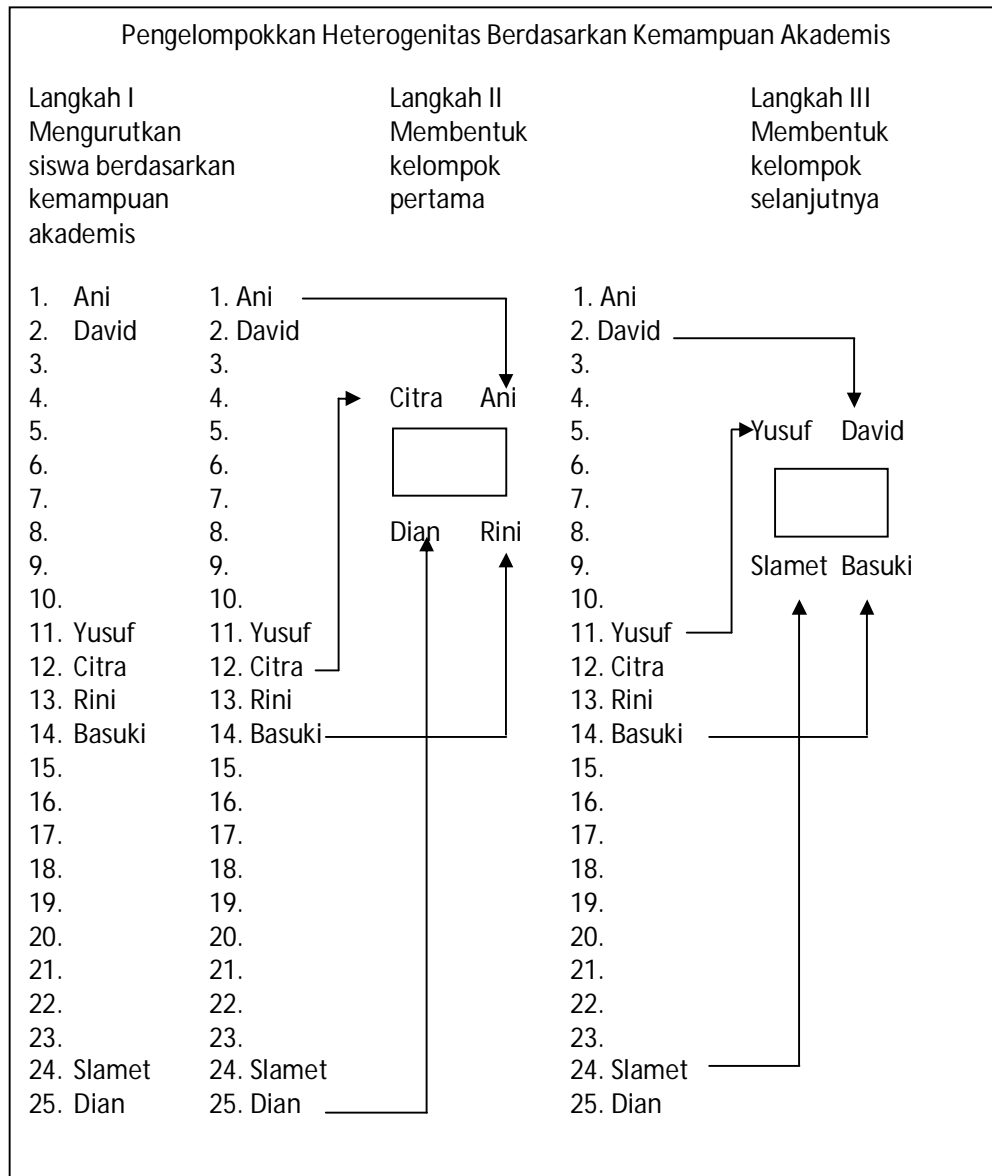 Pengelompokkan Heterogenitas Berdasarkan Kemampuan Akademis
Langkah I
Mengurutkan
siswa berdasarkan
kemampuan
akademis
Langkah II
Membentuk
kelompok
pertama
Langkah III
Membentuk
kelompok
selanjutnya
1. Ani
2. David
3.
4.
5.
6.
7.
8.
9.
10.
11. Yusuf
12. Citra
13. Rini
14. Basuki
15.
16.
17.
18.
19.
20.
21.
22.
23.
24. Slamet
25. Dian
1. Ani
2. David
3.
4.
5.
6.
7.
8.
9.
10.
11. Yusuf
12. Citra
13. Rini
14. Basuki
15.
16.
17.
18.
19.
20.
21.
22.
23.
24. Slamet
25. Dian
Citra Ani
Dian Rini
1. Ani
2. David
3.
4.
5.
6.
7.
8.
9.
10.
11. Yusuf
12. Citra
13. Rini
14. Basuki
15.
16.
17.
18.
19.
20.
21.
22.
23.
24. Slamet
25. Dian
Yusuf David
Slamet Basuki